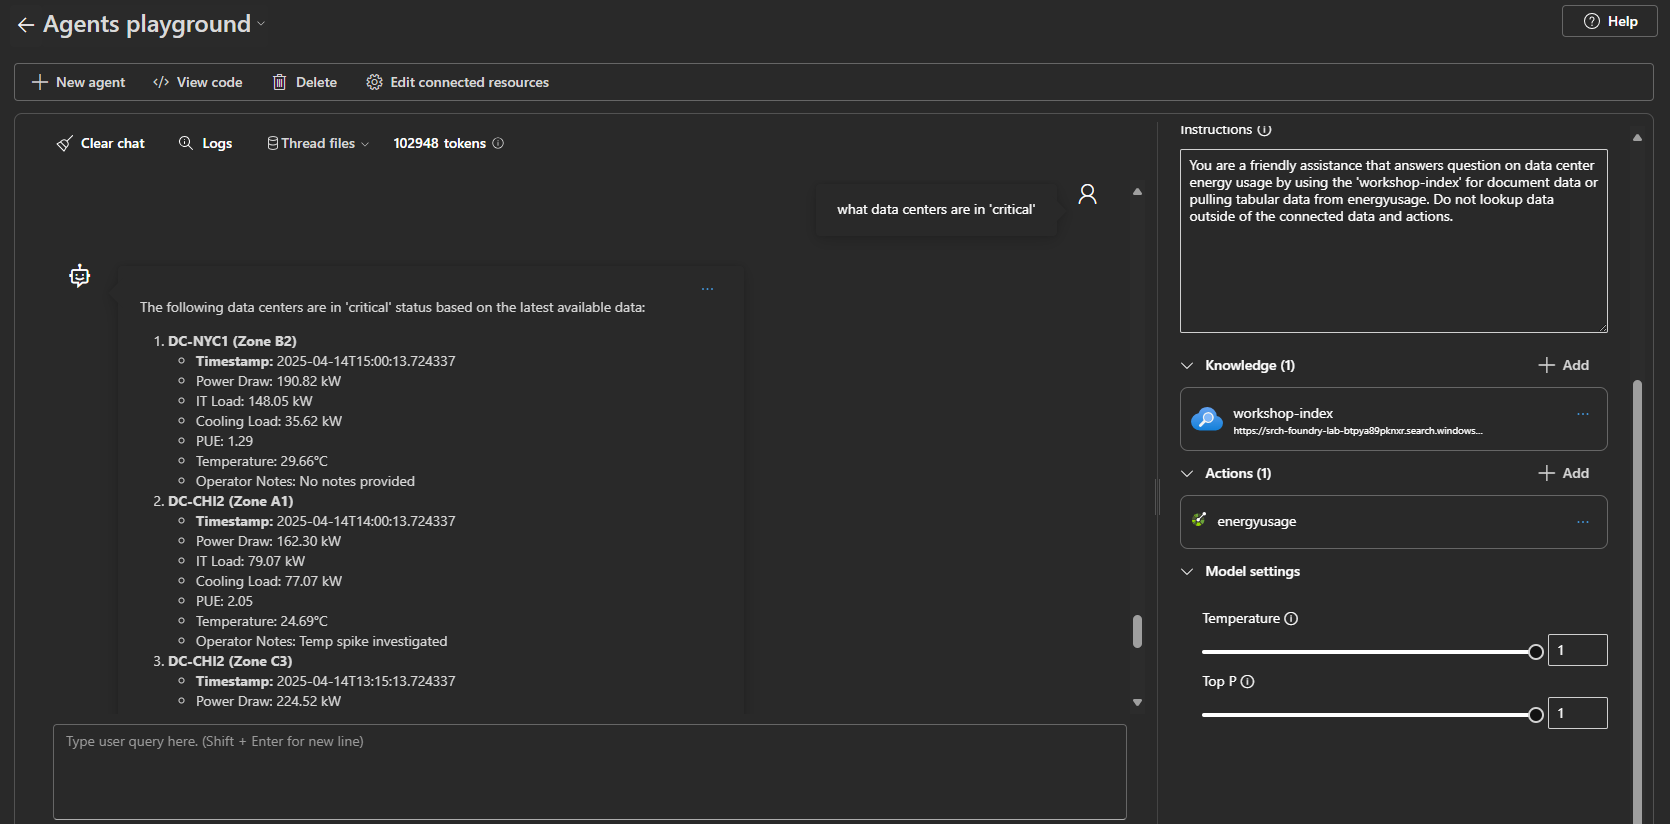 Agents playground
Help
New agent
</> View code
Delete
Edit connected resources
Clear chat
Logs
Thread files
102948 tokens
what data centers are in 'critical'
...
The following data centers are in 'critical' status based on the latest available data:
1. DC-NYC1 (Zone B2)
Timestamp: 2025-04-14T15:00:13.724337
Power Draw: 190.82 kW
IT Load: 148.05 kW
Cooling Load: 35.62 kW
PUE: 1.29
Temperature: 29.66°C
Operator Notes: No notes provided
2. DC-CHI2 (Zone A1)
Timestamp: 2025-04-14T14:00:13.724337
Power Draw: 162.30 kW
IT Load: 79.07 kW
Cooling Load: 77.07 kW
PUE: 2.05
Temperature: 24.69°C
Operator Notes: Temp spike investigated
3. DC-CHI2 (Zone C3)
Timestamp: 2025-04-14T13:15:13.724337
Power Draw: 224.52 kW
Type user query here. (Shift + Enter for new line)
Instructions
You are a friendly assistance that answers question on data center
energy usage by using the 'workshop-index' for document data or
pulling tabular data from energyusage. Do not lookup data
outside of the connected data and actions.
Knowledge (1)
Add
workshop-index
...
https://srch-foundry-lab-btpya89pknxr.search.windows...
Actions (1)
Add
energyusage
...
Model settings
Temperature
1
Top P
1